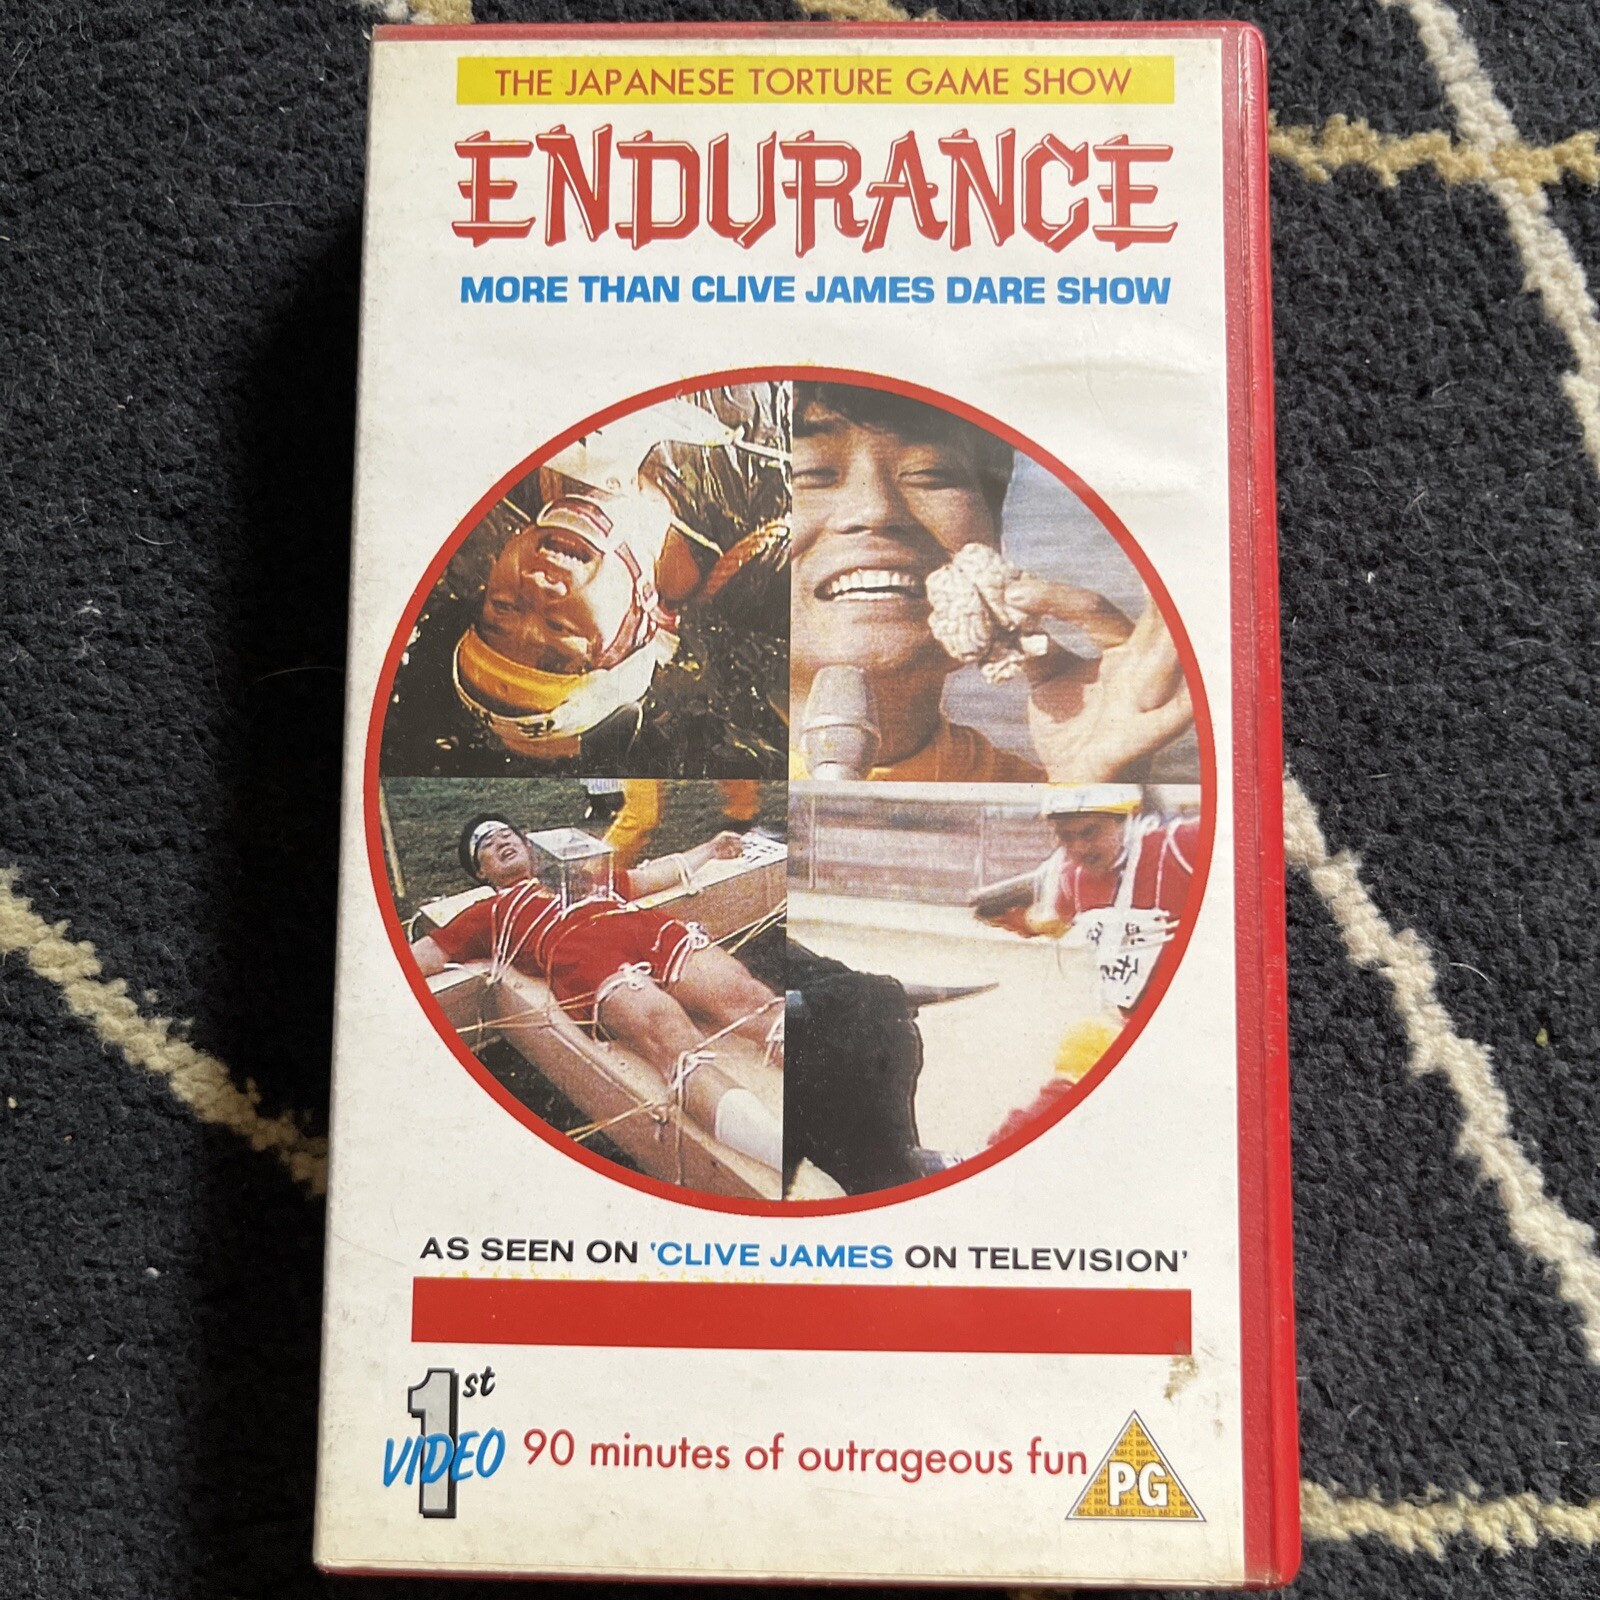 THE JAPANESE TORTURE GAME SHOW
ENDURANCE
MORE THAN CLIVE JAMES DARE SHOW
AS SEEN ON 'CLIVE JAMES ON TELEVISION'
1st
VIDEO
90 minutes of outrageous fun
PG